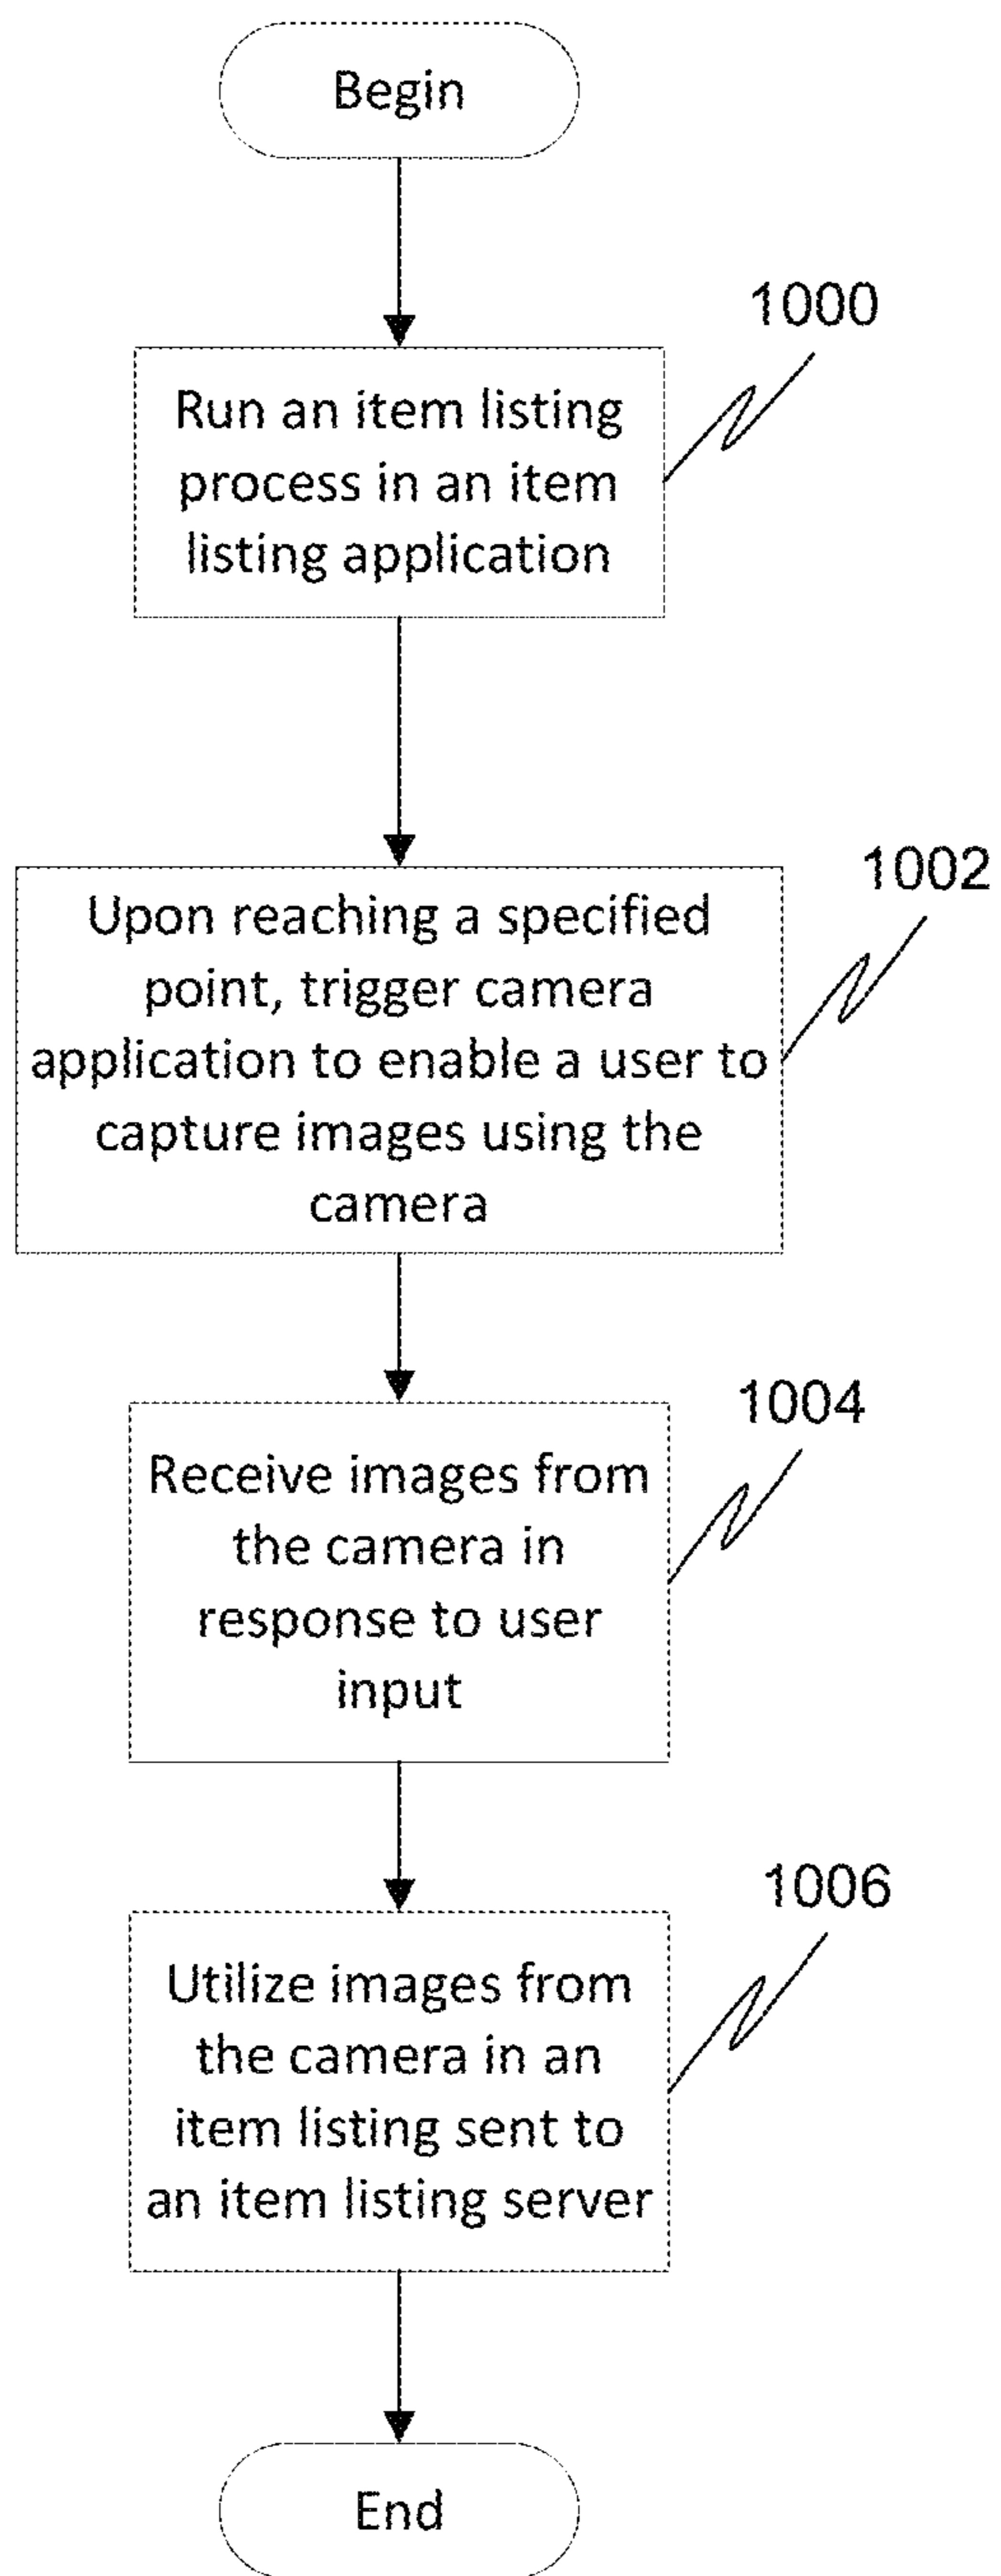 Begin
1000
Run an item listing
process in an item
listing application
1002
Upon reaching a specified
point, trigger camera
application to enable a user to
capture images using the
camera
1004
Receive images from
the camera in
response to user
input
1006
Utilize images from
the camera in an
item listing sent to
an item listing server
End